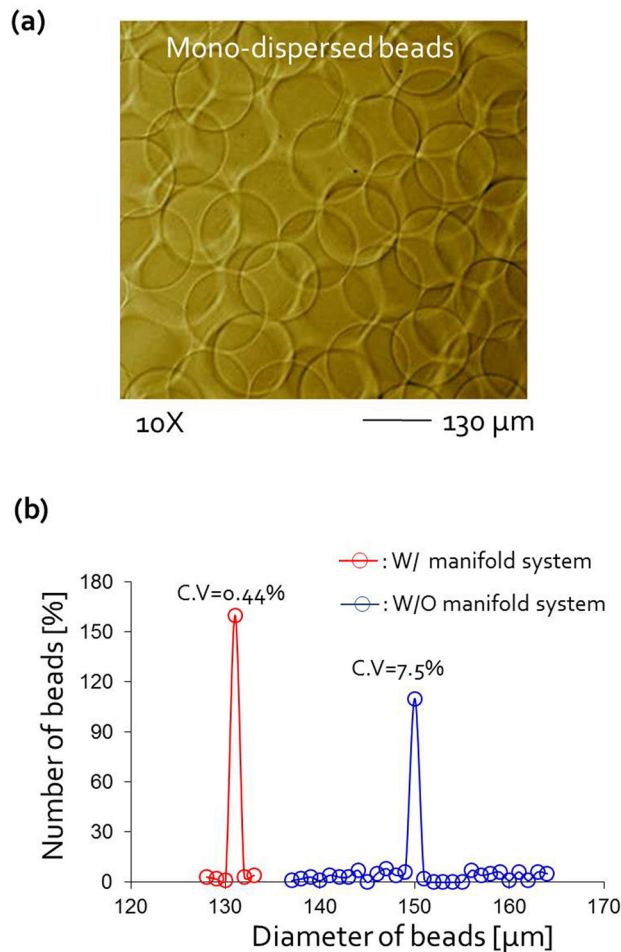 (a)
Mono-dispersed beads
10X
130 µm
(b)
: W/ manifold system
: W/O manifold system
C.V=0.44%
C.V=7.5%
Number of beads [%]
180
150
120
90
60
30
0
120 130 140 150 160 170
Diameter of beads [µm]